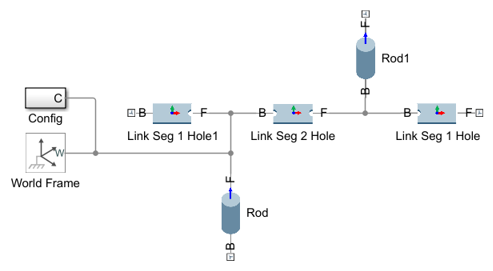 F
Rod1
B
C
Config
B F
Link Seg 1 Hole1
B F
Link Seg 2 Hole
B F
Link Seg 1 Hole
W
World Frame
F
Rod
B